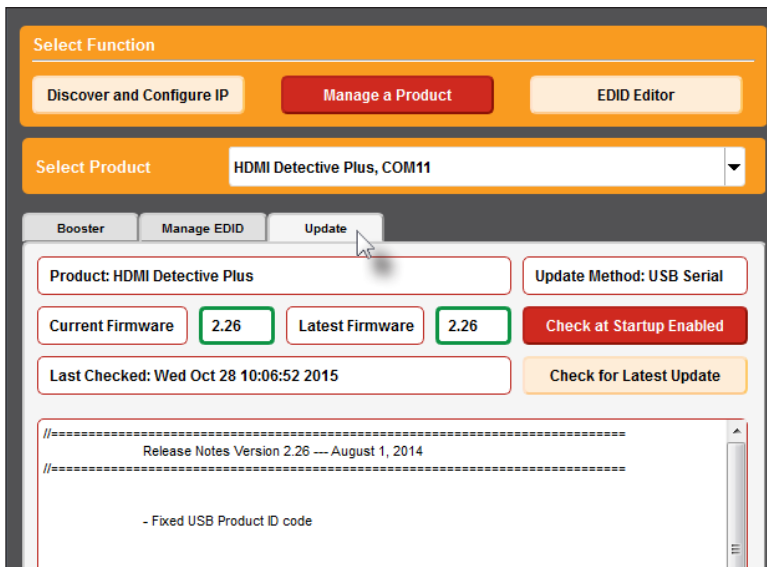 Select Function
Discover and Configure IP Manage a Product EDID Editor
Select Product HDMI Detective Plus, COM11
Booster Manage EDID Update
Product: HDMI Detective Plus Update Method: USB Serial
Current Firmware 2.26 Latest Firmware 2.26 Check at Startup Enabled
Last Checked: Wed Oct 28 10:06:52 2015 Check for Latest Update
//==============================================================================
Release Notes Version 2.26 --- August 1, 2014
//==============================================================================
- Fixed USB Product ID code